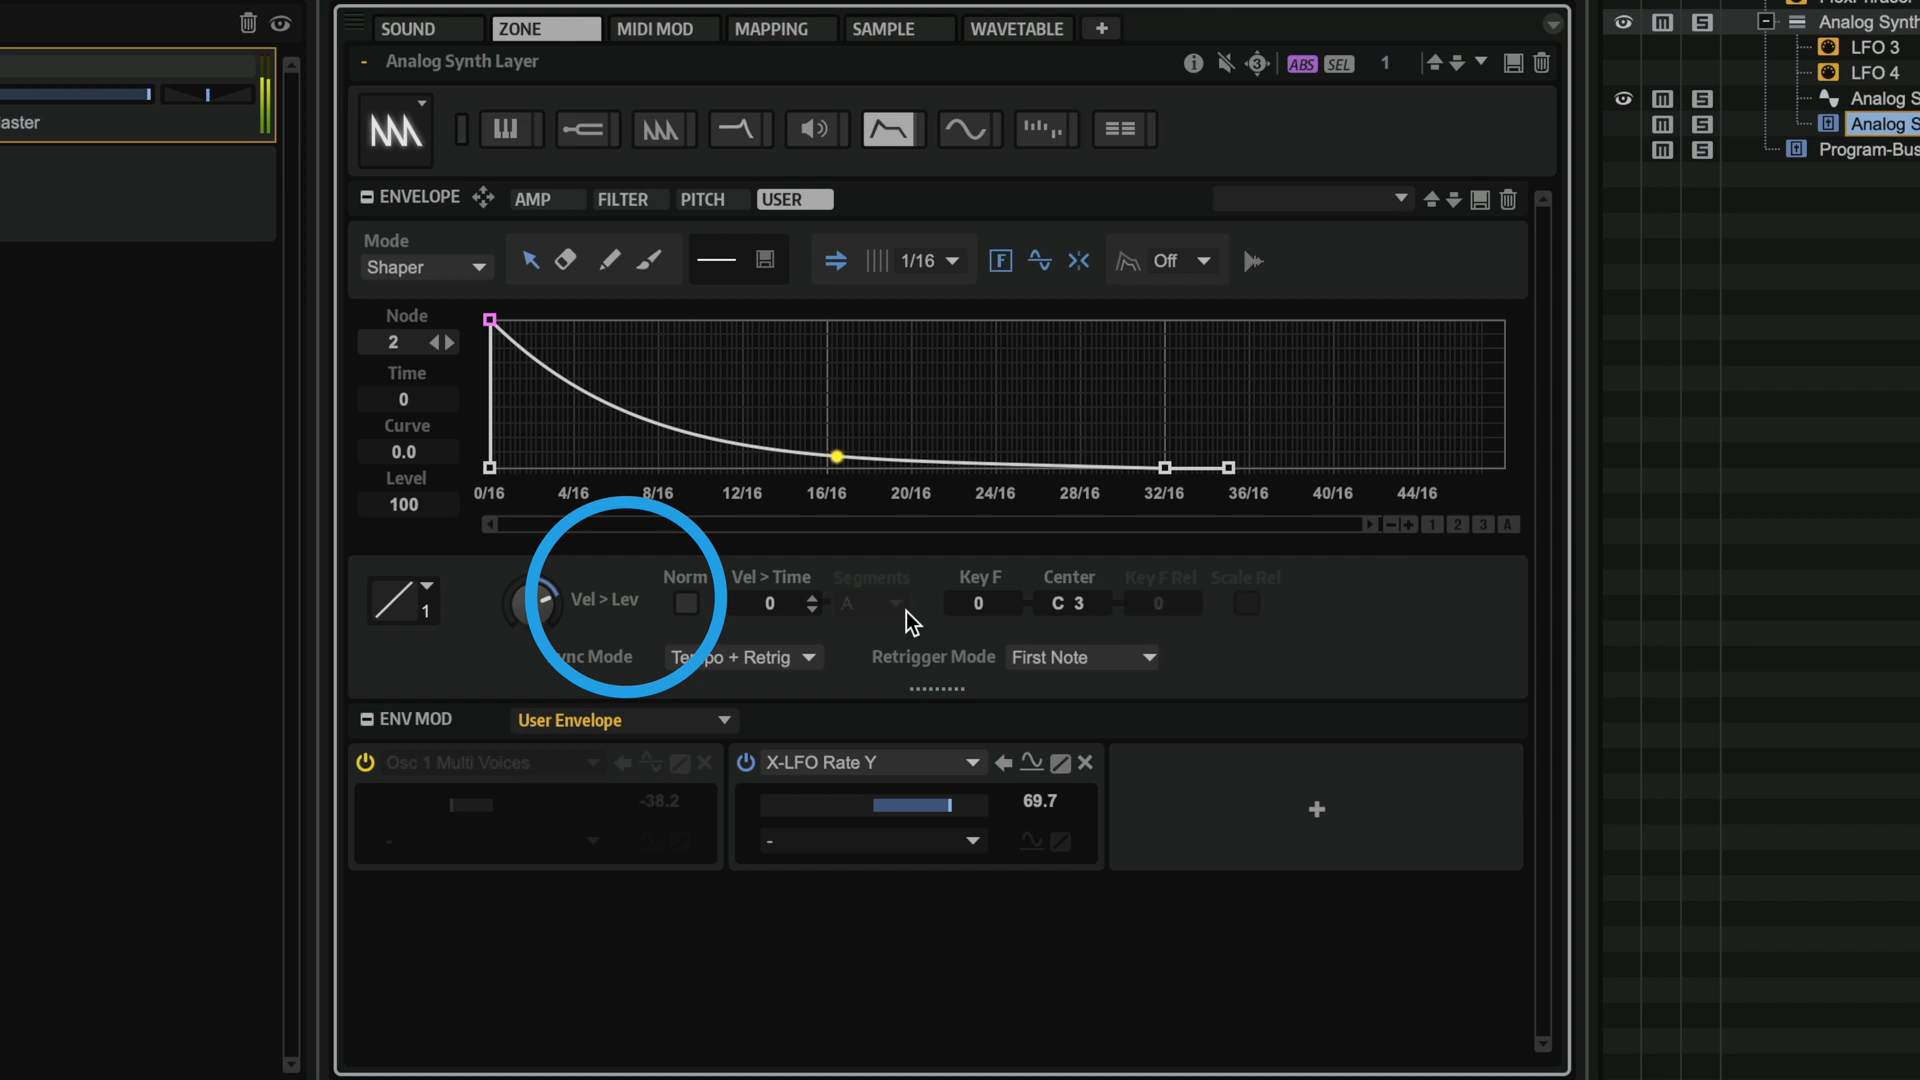 SOUND ZONE MIDI MOD MAPPING SAMPLE WAVETABLE +
- Analog Synth Layer 3 ABS SEL 1
ENVELOPE AMP FILTER PITCH USER
Mode
Shaper 1/16 F Off
Node
2
Time
0
Curve
0.0
Level
100
0/16 4/16 8/16 12/16 16/16 20/16 24/16 28/16 32/16 36/16 40/16 44/16
- + 1 2 3 A
Norm Vel > Time Segments Key F Center Key F Rel Scale Rel
1 Vel > Lev 0 A 0 C 3 0
nc Mode Tempo + Retrig Retrigger Mode First Note
ENV MOD User Envelope
Osc 1 Multi Voices X-LFO Rate Y
-38.2 69.7 +
- -
aster
m S Analog Synth
LFO 3
LFO 4
m S Analog S
m S Analog S
m S Program-Bus